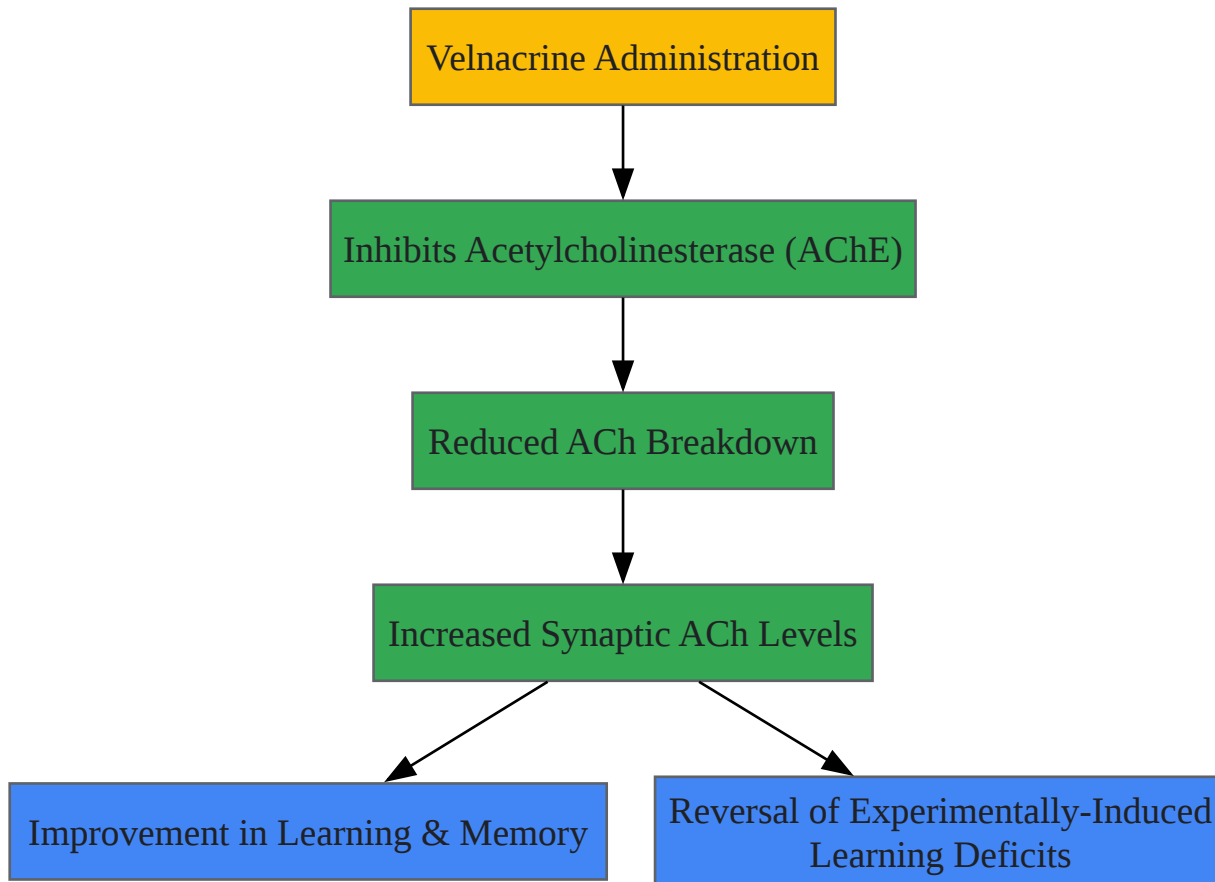 Velnacrine Administration
Inhibits Acetylcholinesterase (AChE)
Reduced ACh Breakdown
Increased Synaptic ACh Levels
Improvement in Learning & Memory
Reversal of Experimentally-Induced
Learning Deficits